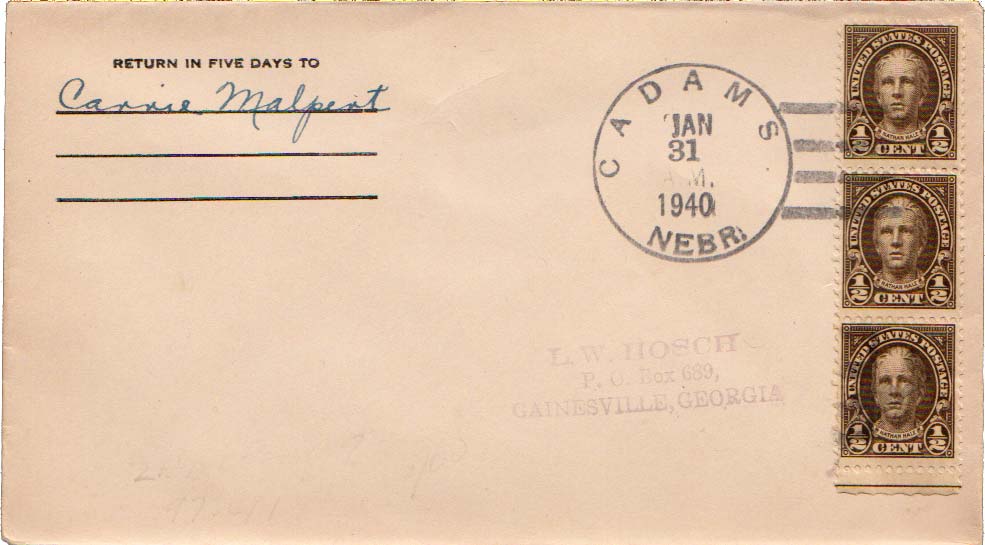 RETURN IN FIVE DAYS TO
Carrie Malpert
CADAMS
JAN
31
A.M.
1940
NEBR.
UNITED STATES POSTAGE
NATHAN HALE
½ CENT ½
UNITED STATES POSTAGE
NATHAN HALE
½ CENT ½
UNITED STATES POSTAGE
NATHAN HALE
½ CENT ½
L. W. HOSCH
P. O. Box 689,
GAINESVILLE, GEORGIA